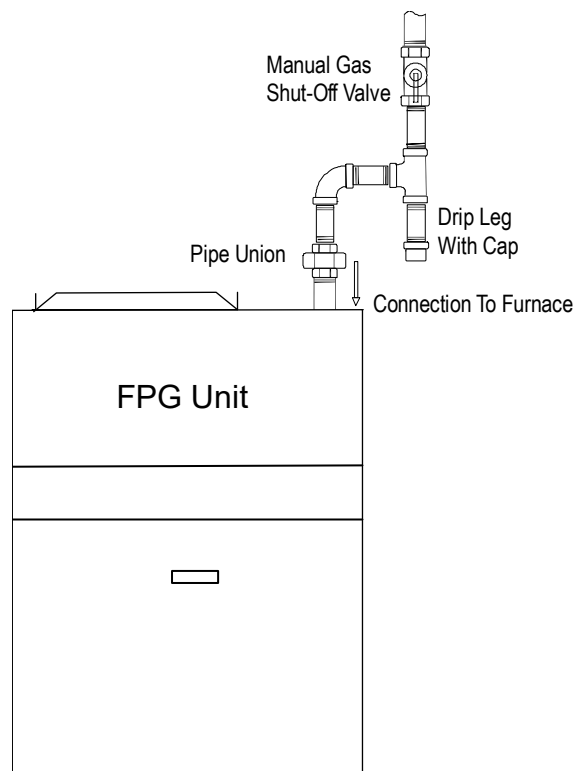 Manual Gas
Shut-Off Valve
Drip Leg
With Cap
Pipe Union
Connection To Furnace
FPG Unit